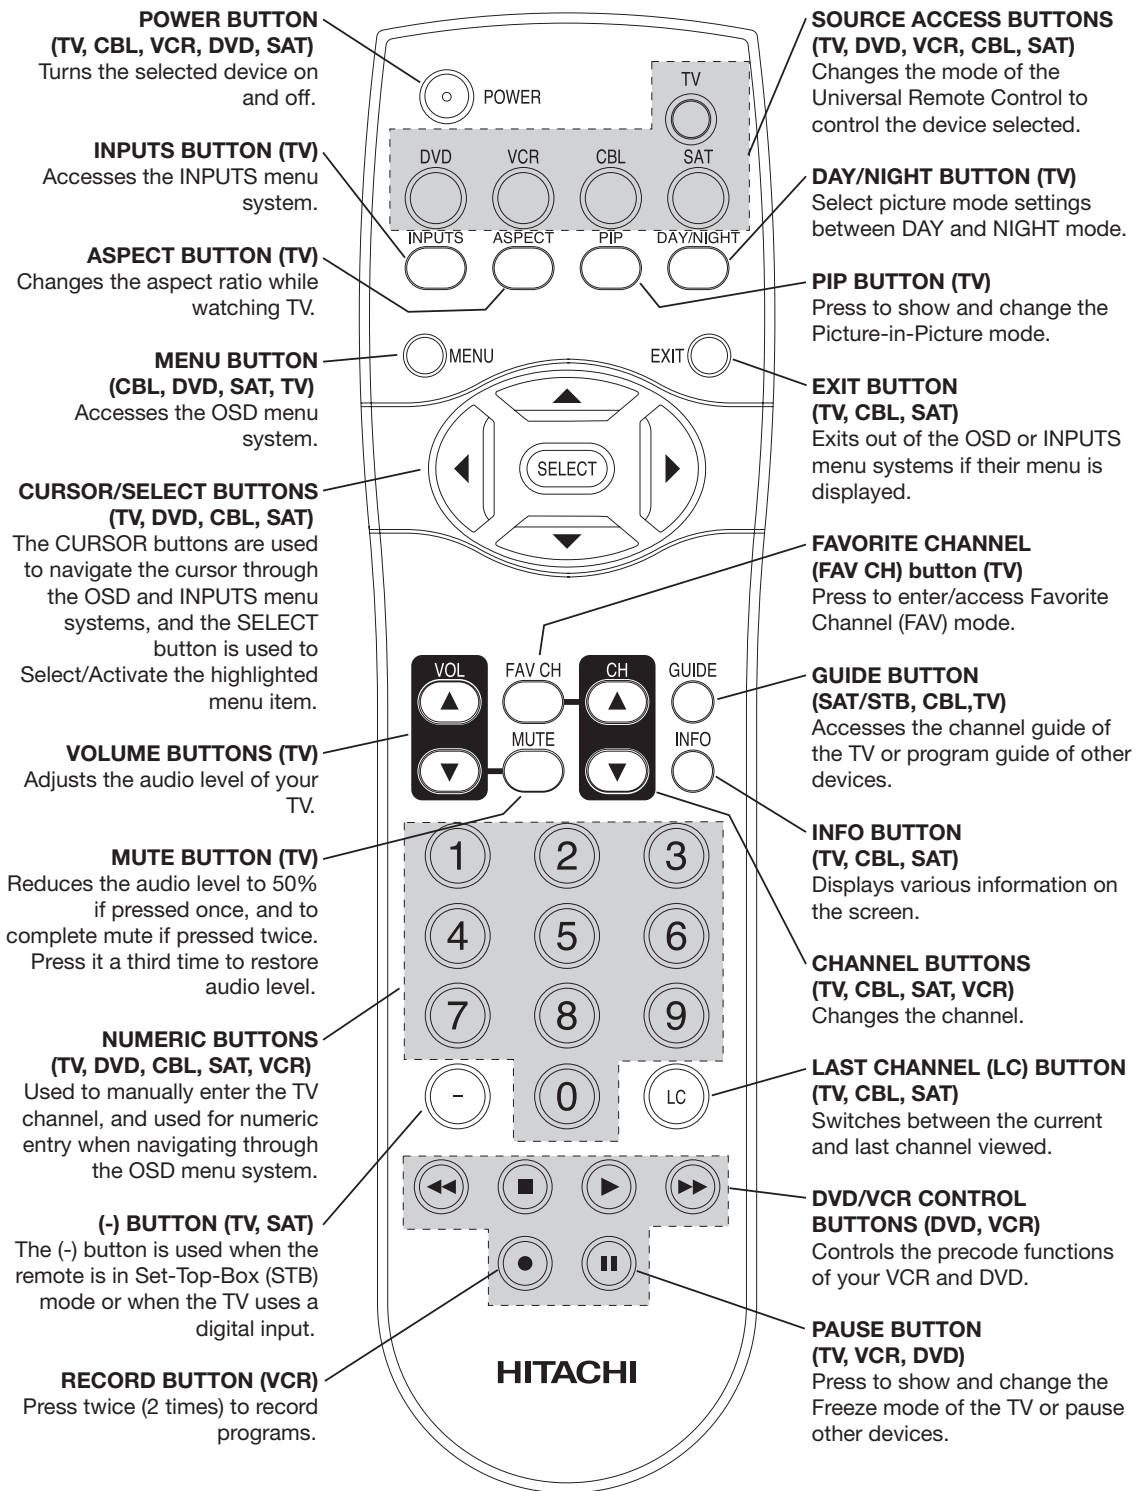 POWER BUTTON
(TV, CBL, VCR, DVD, SAT)
Turns the selected device on
and off.
INPUTS BUTTON (TV)
Accesses the INPUTS menu
system.
ASPECT BUTTON (TV)
Changes the aspect ratio while
watching TV.
MENU BUTTON
(CBL, DVD, SAT, TV)
Accesses the OSD menu
system.
CURSOR/SELECT BUTTONS
(TV, DVD, CBL, SAT)
The CURSOR buttons are used
to navigate the cursor through
the OSD and INPUTS menu
systems, and the SELECT
button is used to
Select/Activate the highlighted
menu item.
VOLUME BUTTONS (TV)
Adjusts the audio level of your
TV.
MUTE BUTTON (TV)
Reduces the audio level to 50%
if pressed once, and to
complete mute if pressed twice.
Press it a third time to restore
audio level.
NUMERIC BUTTONS
(TV, DVD, CBL, SAT, VCR)
Used to manually enter the TV
channel, and used for numeric
entry when navigating through
the OSD menu system.
(-) BUTTON (TV, SAT)
The (-) button is used when the
remote is in Set-Top-Box (STB)
mode or when the TV uses a
digital input.
RECORD BUTTON (VCR)
Press twice (2 times) to record
programs.
POWER
TV
DVD VCR CBL SAT
INPUTS ASPECT PIP DAY/NIGHT
MENU EXIT
SELECT
VOL FAV CH CH GUIDE
MUTE INFO
1 2 3
4 5 6
7 8 9
- 0 LC
HITACHI
SOURCE ACCESS BUTTONS
(TV, DVD, VCR, CBL, SAT)
Changes the mode of the
Universal Remote Control to
control the device selected.
DAY/NIGHT BUTTON (TV)
Select picture mode settings
between DAY and NIGHT mode.
PIP BUTTON (TV)
Press to show and change the
Picture-in-Picture mode.
EXIT BUTTON
(TV, CBL, SAT)
Exits out of the OSD or INPUTS
menu systems if their menu is
displayed.
FAVORITE CHANNEL
(FAV CH) button (TV)
Press to enter/access Favorite
Channel (FAV) mode.
GUIDE BUTTON
(SAT/STB, CBL,TV)
Accesses the channel guide of
the TV or program guide of other
devices.
INFO BUTTON
(TV, CBL, SAT)
Displays various information on
the screen.
CHANNEL BUTTONS
(TV, CBL, SAT, VCR)
Changes the channel.
LAST CHANNEL (LC) BUTTON
(TV, CBL, SAT)
Switches between the current
and last channel viewed.
DVD/VCR CONTROL
BUTTONS (DVD, VCR)
Controls the precode functions
of your VCR and DVD.
PAUSE BUTTON
(TV, VCR, DVD)
Press to show and change the
Freeze mode of the TV or pause
other devices.